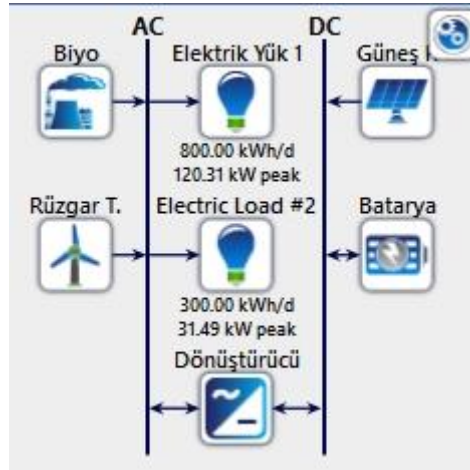 AC
DC
Biyo
Elektrik Yük 1
Güneş
800.00 kWh/d
120.31 kW peak
Rüzgar T.
Electric Load #2
Batarya
300.00 kWh/d
31.49 kW peak
Dönüştürücü